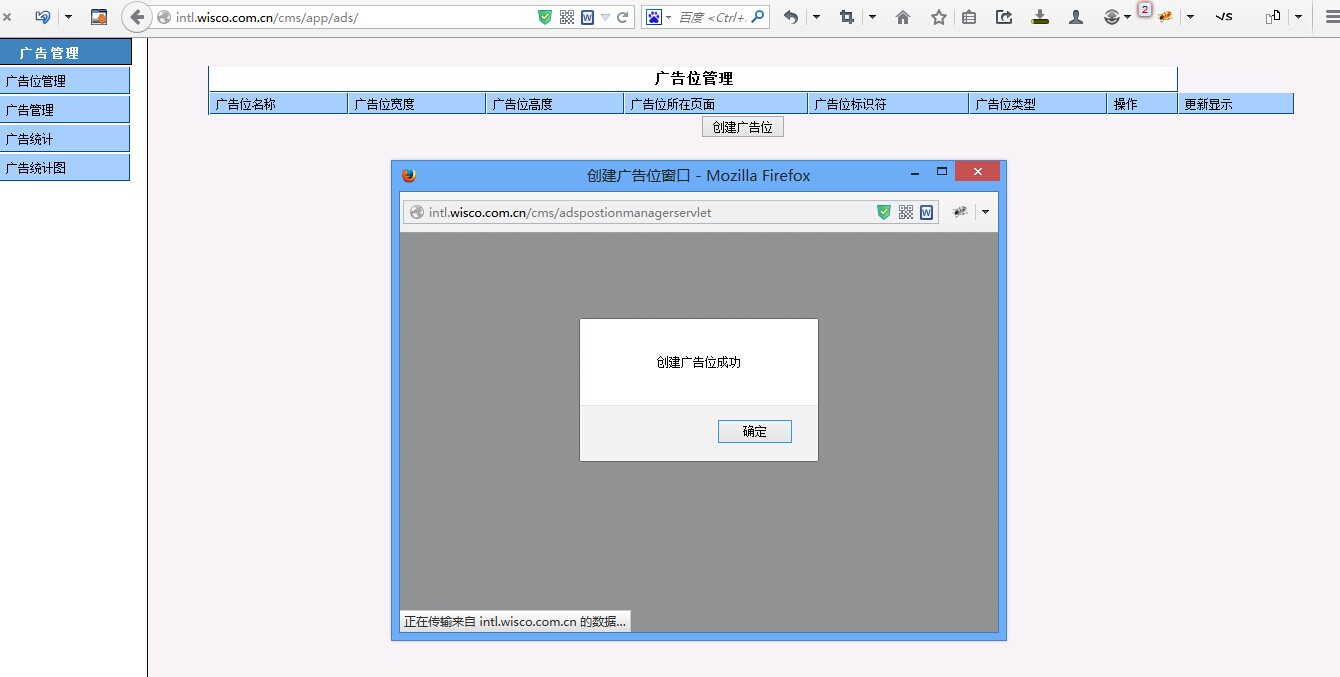 intl.wisco.com.cn/cms/app/ads/
百度 <Ctrl+.
2
广告管理
广告位管理
广告管理
广告统计
广告统计图
广告位管理
广告位名称 广告位宽度 广告位高度 广告位所在页面 广告位标识符 广告位类型 操作 更新显示
创建广告位
创建广告位窗口 - Mozilla Firefox
intl.wisco.com.cn/cms/adspostionmanagerservlet
创建广告位成功
确定
正在传输来自 intl.wisco.com.cn 的数据...